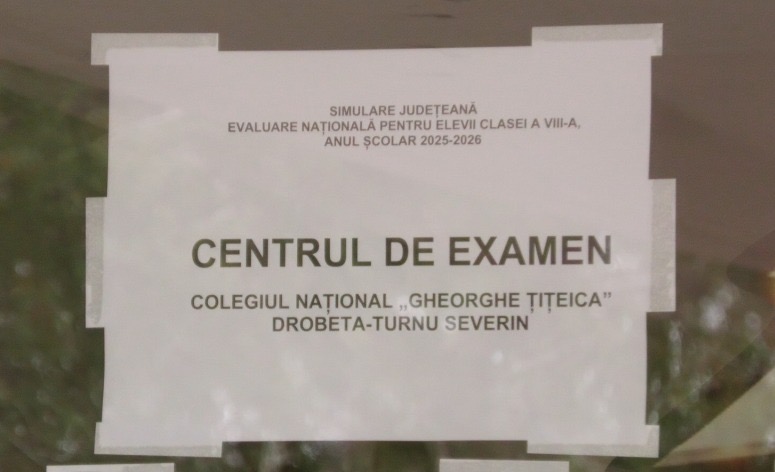 SIMULARE JUDEȚEANĂ
EVALUARE NAȚIONALĂ PENTRU ELEVII CLASEI A VIII-A,
ANUL ȘCOLAR 2025-2026
CENTRUL DE EXAMEN
COLEGIUL NAȚIONAL „GHEORGHE ȚIȚEICA”
DROBETA-TURNU SEVERIN